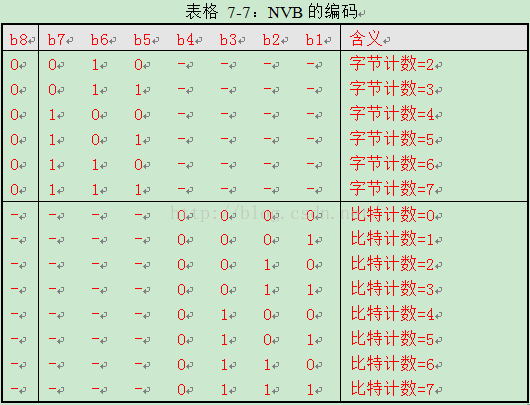 表格 7-7：NVB 的编码↵
b8↵ b7↵ b6↵ b5↵ b4↵ b3↵ b2↵ b1↵ 含义↵
0↵ 0↵ 1↵ 0↵ -↵ -↵ -↵ -↵ 字节计数=2↵
0↵ 0↵ 1↵ 1↵ -↵ -↵ -↵ -↵ 字节计数=3↵
0↵ 1↵ 0↵ 0↵ -↵ -↵ -↵ -↵ 字节计数=4↵
0↵ 1↵ 0↵ 1↵ -↵ -↵ -↵ -↵ 字节计数=5↵
0↵ 1↵ 1↵ 0↵ -↵ -↵ -↵ -↵ 字节计数=6↵
0↵ 1↵ 1↵ 1↵ -↵ -↵ -↵ -↵ 字节计数=7↵
-↵ -↵ -↵ -↵ 0↵ 0↵ 0↵ 0↵ 比特计数=0↵
-↵ -↵ -↵ -↵ 0↵ 0↵ 0↵ 1↵ 比特计数=1↵
-↵ -↵ -↵ -↵ 0↵ 0↵ 1↵ 0↵ 比特计数=2↵
-↵ -↵ -↵ -↵ 0↵ 0↵ 1↵ 1↵ 比特计数=3↵
-↵ -↵ -↵ -↵ 0↵ 1↵ 0↵ 0↵ 比特计数=4↵
-↵ -↵ -↵ -↵ 0↵ 1↵ 0↵ 1↵ 比特计数=5↵
-↵ -↵ -↵ -↵ 0↵ 1↵ 1↵ 0↵ 比特计数=6↵
-↵ -↵ -↵ -↵ 0↵ 1↵ 1↵ 1↵ 比特计数=7↵